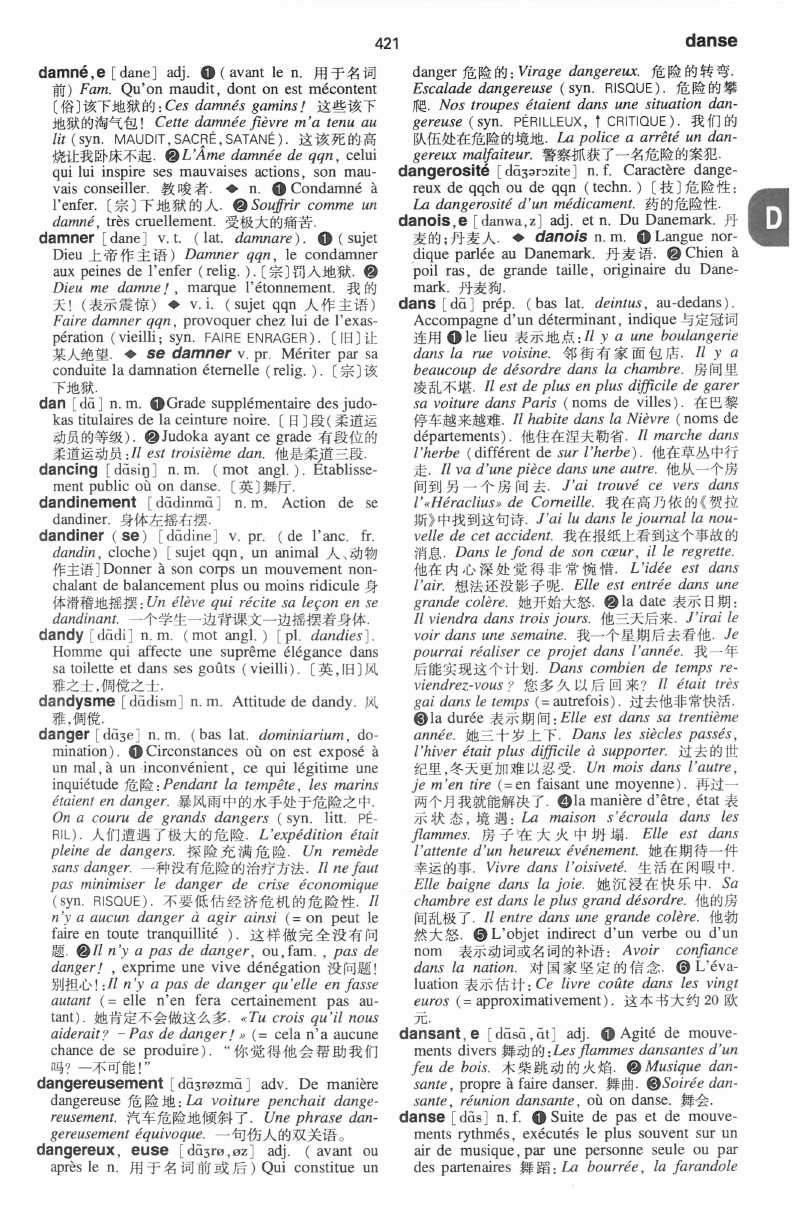 421
danse
damné,e [dane] adj. ❶ (avant le n. 用于名词
前) Fam. Qu'on maudit, dont on est mécontent
〔俗〕该下地狱的: Ces damnés gamins! 这些该下
地狱的淘气包! Cette damnée fièvre m'a tenu au
lit (syn. MAUDIT, SACRÉ, SATANÉ). 这该死的高
烧让我卧床不起. ❷ L'Âme damnée de qqn, celui
qui lui inspire ses mauvaises actions, son mau-
vais conseiller. 教唆者. ◆ n. ❶ Condamné à
l'enfer. 〔宗〕下地狱的人. ❷ Souffrir comme un
damné, très cruellement. 受极大的痛苦.
damner [dane] v.t. (lat. damnare). ❶ (sujet
Dieu 上帝作主语) Damner qqn, le condamner
aux peines de l'enfer (relig.). 〔宗〕罚入地狱. ❷
Dieu me damne!, marque l'étonnement. 我的
天! (表示震惊) ◆ v.i. (sujet qqn 人作主语)
Faire damner qqn, provoquer chez lui de l'exas-
pération (vieilli; syn. FAIRE ENRAGER). 〔旧〕让
某人绝望. ◆ se damner v. pr. Mériter par sa
conduite la damnation éternelle (relig.). 〔宗〕该
下地狱.
dan [dã] n.m. ❶ Grade supplémentaire des judo-
kas titulaires de la ceinture noire. 〔日〕段(柔道运
动员的等级). ❷ Judoka ayant ce grade 有段位的
柔道运动员: Il est troisième dan. 他是柔道三段.
dancing [dãsiŋ] n.m. (mot angl.). Établisse-
ment public où on danse. 〔英〕舞厅.
dandinement [dãdinmã] n.m. Action de se
dandiner. 身体左摇右摆.
dandiner (se) [dãdine] v. pr. (de l'anc. fr.
dandin, cloche) [sujet qqn, un animal 人、动物
作主语] Donner à son corps un mouvement non-
chalant de balancement plus ou moins ridicule 身
体滑稽地摇摆: Un élève qui récite sa leçon en se
dandinant. 一个学生一边背课文一边摇摆着身体.
dandy [dãdi] n.m. (mot angl.) [pl. dandies].
Homme qui affecte une suprême élégance dans
sa toilette et dans ses goûts (vieilli). 〔英,旧〕风
雅之士,倜傥之士.
dandysme [dãdism] n.m. Attitude de dandy. 风
雅,倜傥.
danger [dãʒe] n.m. (bas lat. dominiarium, do-
mination). ❶ Circonstances où on est exposé à
un mal, à un inconvénient, ce qui légitime une
inquiétude 危险: Pendant la tempête, les marins
étaient en danger. 暴风雨中的水手处于危险之中.
On a couru de grands dangers (syn. litt. PÉ-
RIL). 人们遭遇了极大的危险. L'expédition était
pleine de dangers. 探险充满危险. Un remède
sans danger. 一种没有危险的治疗方法. Il ne faut
pas minimiser le danger de crise économique
(syn. RISQUE). 不要低估经济危机的危险性. Il
n'y a aucun danger à agir ainsi (= on peut le
faire en toute tranquillité ). 这样做完全没有问
题. ❷ Il n'y a pas de danger, ou, fam., pas de
danger! , exprime une vive dénégation 没问题!
别担心!: Il n'y a pas de danger qu'elle en fasse
autant (= elle n'en fera certainement pas au-
tant). 她肯定不会做这么多. «Tu crois qu'il nous
aiderait? – Pas de danger! » (= cela n'a aucune
chance de se produire). “你觉得他会帮助我们
吗? —不可能!”
dangereusement [dãʒrøzmã] adv. De manière
dangereuse 危险地: La voiture penchait dange-
reusement. 汽车危险地倾斜了. Une phrase dan-
gereusement équivoque. 一句伤人的双关语。
dangereux, euse [dãʒrø,øz] adj. (avant ou
après le n. 用于名词前或后) Qui constitue un
danger 危险的: Virage dangereux. 危险的转弯.
Escalade dangereuse (syn. RISQUE). 危险的攀
爬. Nos troupes étaient dans une situation dan-
gereuse (syn. PÉRILLEUX, ↑ CRITIQUE). 我们的
队伍处在危险的境地. La police a arrêté un dan-
gereux malfaiteur. 警察抓获了一名危险的案犯.
dangerosité [dãʒərɔzite] n.f. Caractère dange-
reux de qqch ou de qqn (techn.) 〔技〕危险性:
La dangerosité d'un médicament. 药的危险性.
danois,e [danwa,z] adj. et n. Du Danemark. 丹
麦的;丹麦人. ◆ danois n.m. ❶ Langue nor-
dique parlée au Danemark. 丹麦语. ❷ Chien à
poil ras, de grande taille, originaire du Dane-
mark. 丹麦狗.
dans [dã] prép. (bas lat. deintus, au-dedans).
Accompagne d'un déterminant, indique 与定冠词
连用 ❶ le lieu 表示地点: Il y a une boulangerie
dans la rue voisine. 邻街有家面包店. Il y a
beaucoup de désordre dans la chambre. 房间里
凌乱不堪. Il est de plus en plus difficile de garer
sa voiture dans Paris (noms de villes). 在巴黎
停车越来越难. Il habite dans la Nièvre (noms de
départements). 他住在涅夫勒省. Il marche dans
l'herbe (différent de sur l'herbe). 他在草丛中行
走. Il va d'une pièce dans une autre. 他从一个房
间到另一个房间去. J'ai trouvé ce vers dans
l'«Héraclius» de Corneille. 我在高乃依的《贺拉
斯》中找到这句诗. J'ai lu dans le journal la nou-
velle de cet accident. 我在报纸上看到这个事故的
消息. Dans le fond de son cœur, il le regrette.
他在内心深处觉得非常惋惜. L'idée est dans
l'air. 想法还没影子呢. Elle est entrée dans une
grande colère. 她开始大怒. ❷ la date 表示日期:
Il viendra dans trois jours. 他三天后来. J'irai le
voir dans une semaine. 我一个星期后去看他. Je
pourrai réaliser ce projet dans l'année. 我一年
后能实现这个计划. Dans combien de temps re-
viendrez-vous? 您多久以后回来? Il était très
gai dans le temps (= autrefois). 过去他非常快活.
❸ la durée 表示期间: Elle est dans sa trentième
année. 她三十岁上下. Dans les siècles passés,
l'hiver était plus difficile à supporter. 过去的世
纪里,冬天更加难以忍受. Un mois dans l'autre,
je m'en tire (= en faisant une moyenne). 再过一
两个月我就能解决了. ❹ la manière d'être, état 表
示状态, 境遇: La maison s'écroula dans les
flammes. 房子在大火中坍塌. Elle est dans
l'attente d'un heureux événement. 她在期待一件
幸运的事. Vivre dans l'oisiveté. 生活在闲暇中.
Elle baigne dans la joie. 她沉浸在快乐中. Sa
chambre est dans le plus grand désordre. 他的房
间乱极了. Il entre dans une grande colère. 他勃
然大怒. ❺ L'objet indirect d'un verbe ou d'un
nom 表示动词或名词的补语: Avoir confiance
dans la nation. 对国家坚定的信念. ❻ L'éva-
luation 表示估计: Ce livre coûte dans les vingt
euros (= approximativement). 这本书大约 20 欧
元.
dansant, e [dãsã, ãt] adj. ❶ Agité de mouve-
ments divers 舞动的: Les flammes dansantes d'un
feu de bois. 木柴跳动的火焰. ❷ Musique dan-
sante, propre à faire danser. 舞曲. ❸ Soirée dan-
sante, réunion dansante, où on danse. 舞会.
danse [dãs] n.f. ❶ Suite de pas et de mouve-
ments rythmés, exécutés le plus souvent sur un
air de musique, par une personne seule ou par
des partenaires 舞蹈: La bourrée, la farandole
D